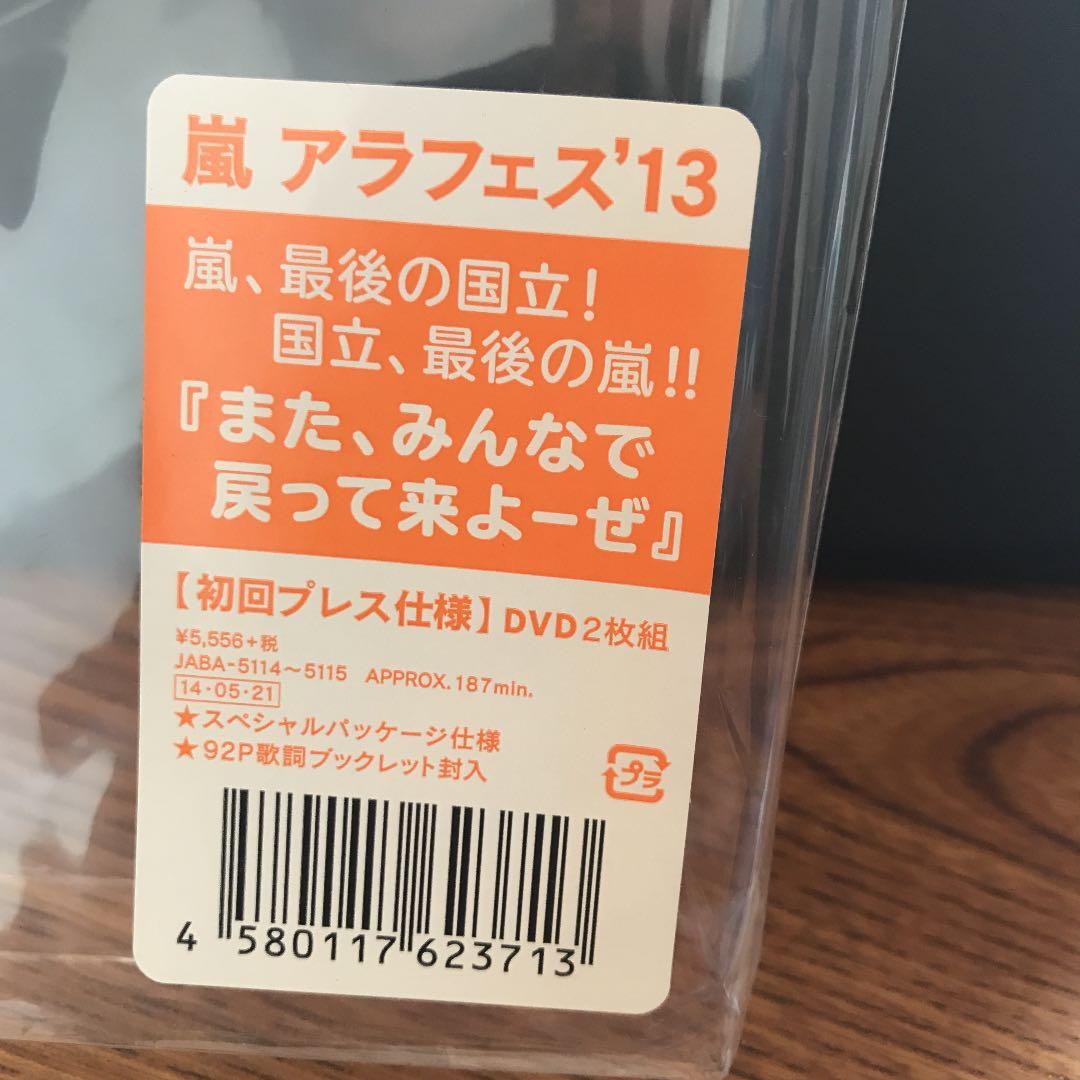 嵐 アラフェス’13
嵐、最後の国立！
国立、最後の嵐!!
『また、みんなで
戻って来よーぜ』
【初回プレス仕様】DVD2枚組
¥5,556+税
JABA-5114～5115 APPROX.187min.
14・05・21
★スペシャルパッケージ仕様
★92P歌詞ブックレット封入
プラ
4 580117 623713